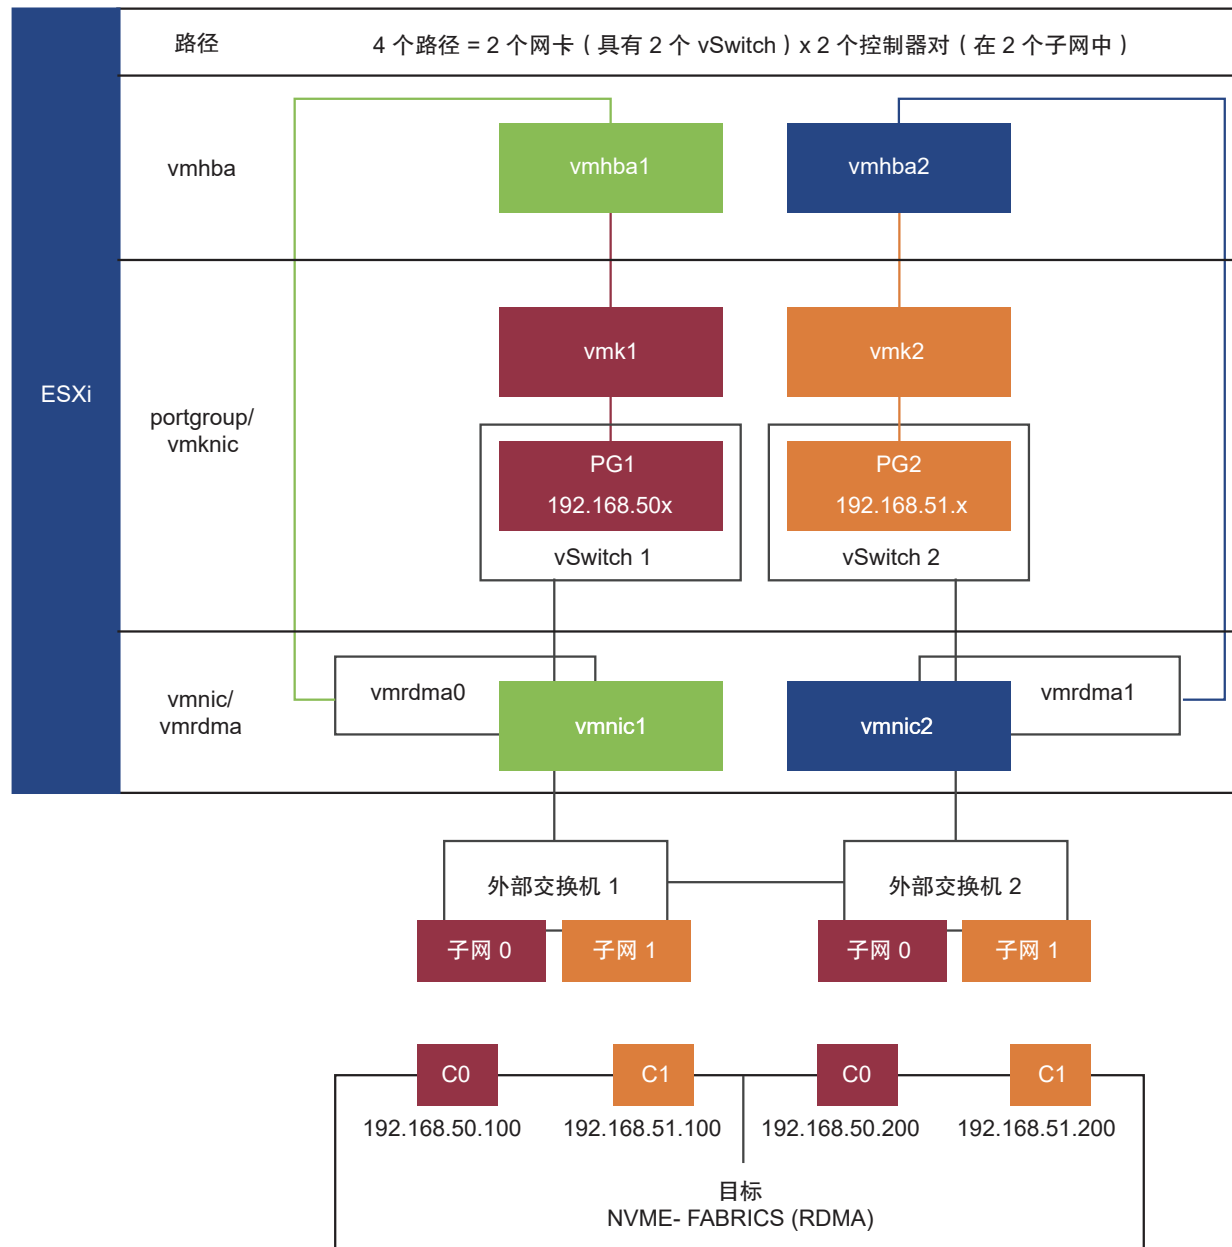 路径
4 个路径 = 2 个网卡（具有 2 个 vSwitch）x 2 个控制器对（在 2 个子网中）
vmhba
vmhba1
vmhba2
ESXi
portgroup/
vmknic
vmk1
vmk2
PG1
192.168.50x
vSwitch 1
PG2
192.168.51.x
vSwitch 2
vmnic/
vmrdma
vmrdma0
vmnic1
vmnic2
vmrdma1
外部交换机 1
外部交换机 2
子网 0
子网 1
子网 0
子网 1
C0
C1
C0
C1
192.168.50.100
192.168.51.100
192.168.50.200
192.168.51.200
目标
NVME- FABRICS (RDMA)